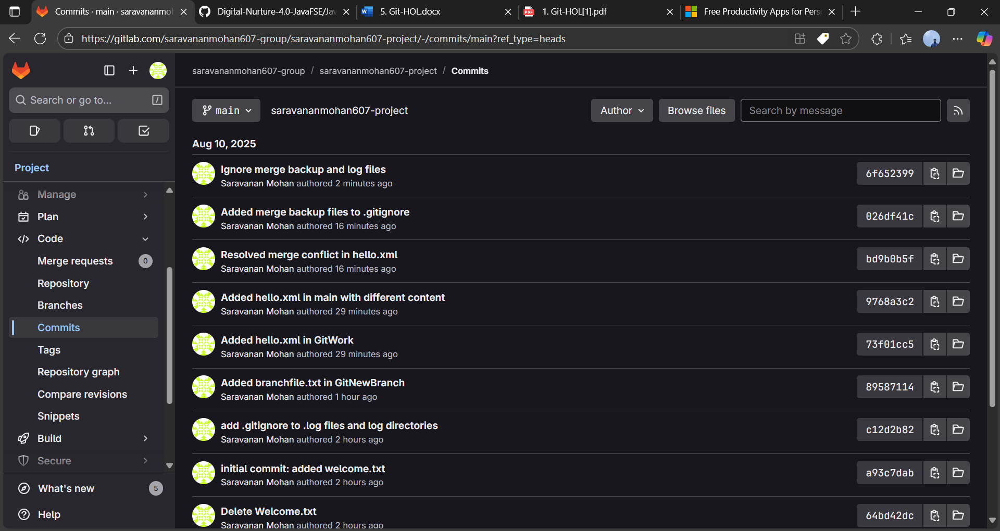 Commits · main · saravananmoh
Digital-Nurture-4.0-JavaFSE/Jav
5. Git-HOL.docx
1. Git-HOL[1].pdf
Free Productivity Apps for Pers
https://gitlab.com/saravananmohan607-group/saravananmohan607-project/-/commits/main?ref_type=heads
saravananmohan607-group / saravananmohan607-project / Commits
Search or go to... /
Project
Manage
Plan
Code
Merge requests 0
Repository
Branches
Commits
Tags
Repository graph
Compare revisions
Snippets
Build
Secure
What's new 5
Help
main saravananmohan607-project Author Browse files Search by message
Aug 10, 2025
Ignore merge backup and log files
Saravanan Mohan authored 2 minutes ago
6f652399
Added merge backup files to .gitignore
Saravanan Mohan authored 16 minutes ago
026df41c
Resolved merge conflict in hello.xml
Saravanan Mohan authored 16 minutes ago
bd9b0b5f
Added hello.xml in main with different content
Saravanan Mohan authored 29 minutes ago
9768a3c2
Added hello.xml in GitWork
Saravanan Mohan authored 29 minutes ago
73f01cc5
Added branchfile.txt in GitNewBranch
Saravanan Mohan authored 1 hour ago
89587114
add .gitignore to .log files and log directories
Saravanan Mohan authored 2 hours ago
c12d2b82
initial commit: added welcome.txt
Saravanan Mohan authored 2 hours ago
a93c7dab
Delete Welcome.txt
Saravanan Mohan authored 2 hours ago
64bd42dc